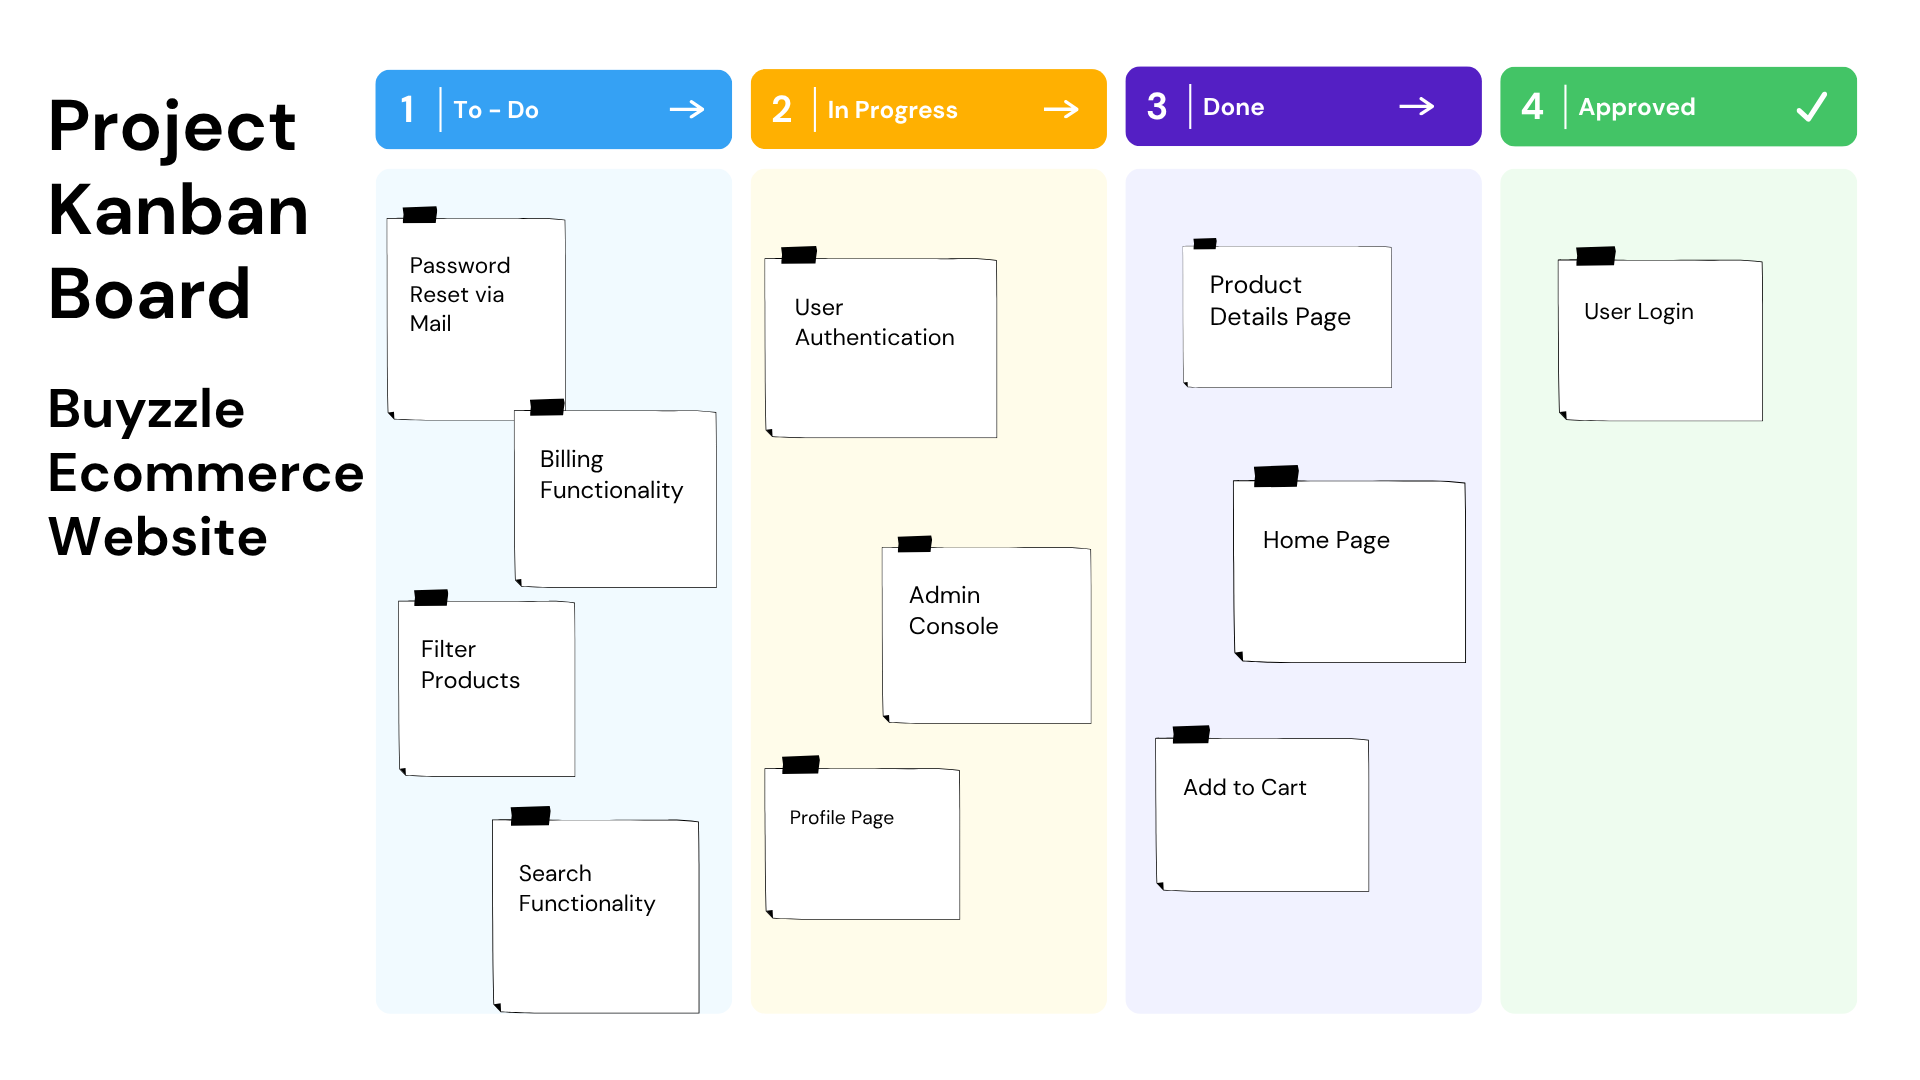 Project
Kanban
Board
Buyzzle
Ecommerce
Website
1 To - Do
Password
Reset via
Mail
Billing
Functionality
Filter
Products
Search
Functionality
2 In Progress
User
Authentication
Admin
Console
Profile Page
3 Done
Product
Details Page
Home Page
Add to Cart
4 Approved
User Login